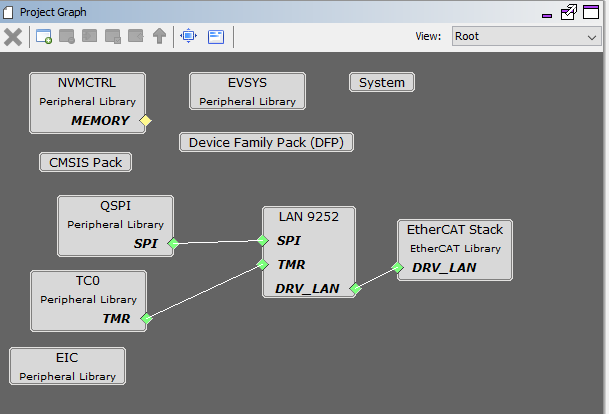 Project Graph
View: Root
NVMCTRL
Peripheral Library
MEMORY
EVSYS
Peripheral Library
System
Device Family Pack (DFP)
CMSIS Pack
QSPI
Peripheral Library
SPI
LAN 9252
SPI
TMR
DRV_LAN
EtherCAT Stack
EtherCAT Library
DRV_LAN
TC0
Peripheral Library
TMR
EIC
Peripheral Library